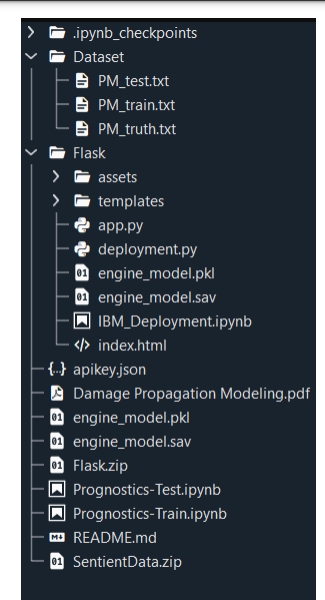 .ipynb_checkpoints
Dataset
PM_test.txt
PM_train.txt
PM_truth.txt
Flask
assets
templates
app.py
deployment.py
01 engine_model.pkl
01 engine_model.sav
IBM_Deployment.ipynb
</> index.html
{..} apikey.json
Damage Propagation Modeling.pdf
01 engine_model.pkl
01 engine_model.sav
01 Flask.zip
Prognostics-Test.ipynb
Prognostics-Train.ipynb
README.md
01 SentientData.zip